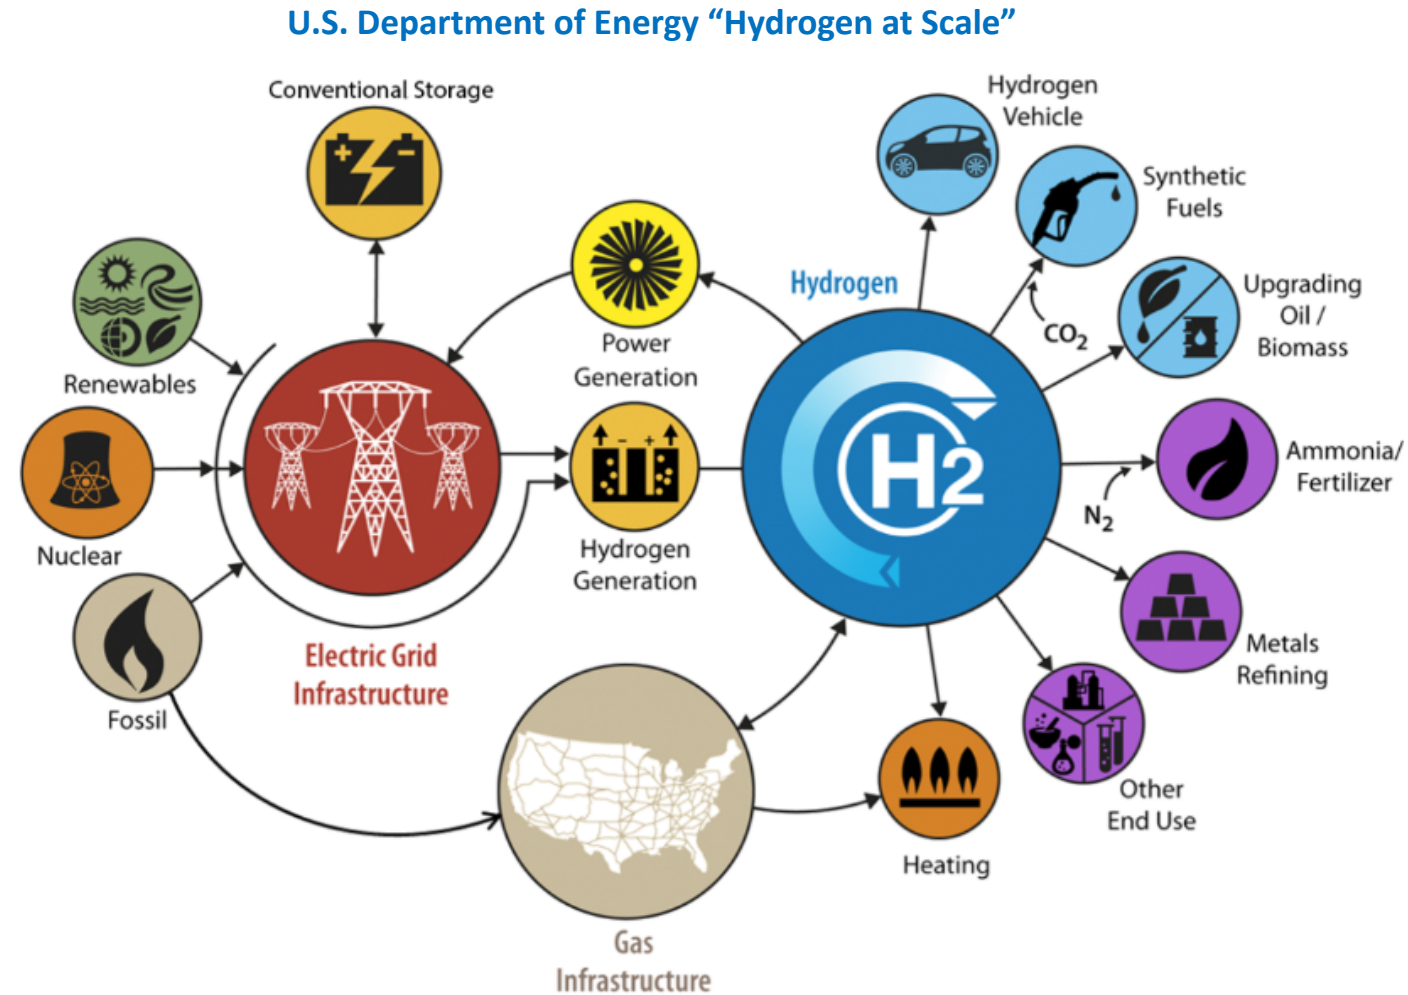 U.S. Department of Energy “Hydrogen at Scale”
Conventional Storage
Hydrogen
Vehicle
Synthetic
Fuels
Renewables
Power
Generation
Hydrogen
CO2
Upgrading
Oil /
Biomass
Nuclear
- +
+ -
Hydrogen
Generation
H2
N2
Ammonia/
Fertilizer
Fossil
Electric Grid
Infrastructure
Metals
Refining
Other
End Use
Heating
Gas
Infrastructure